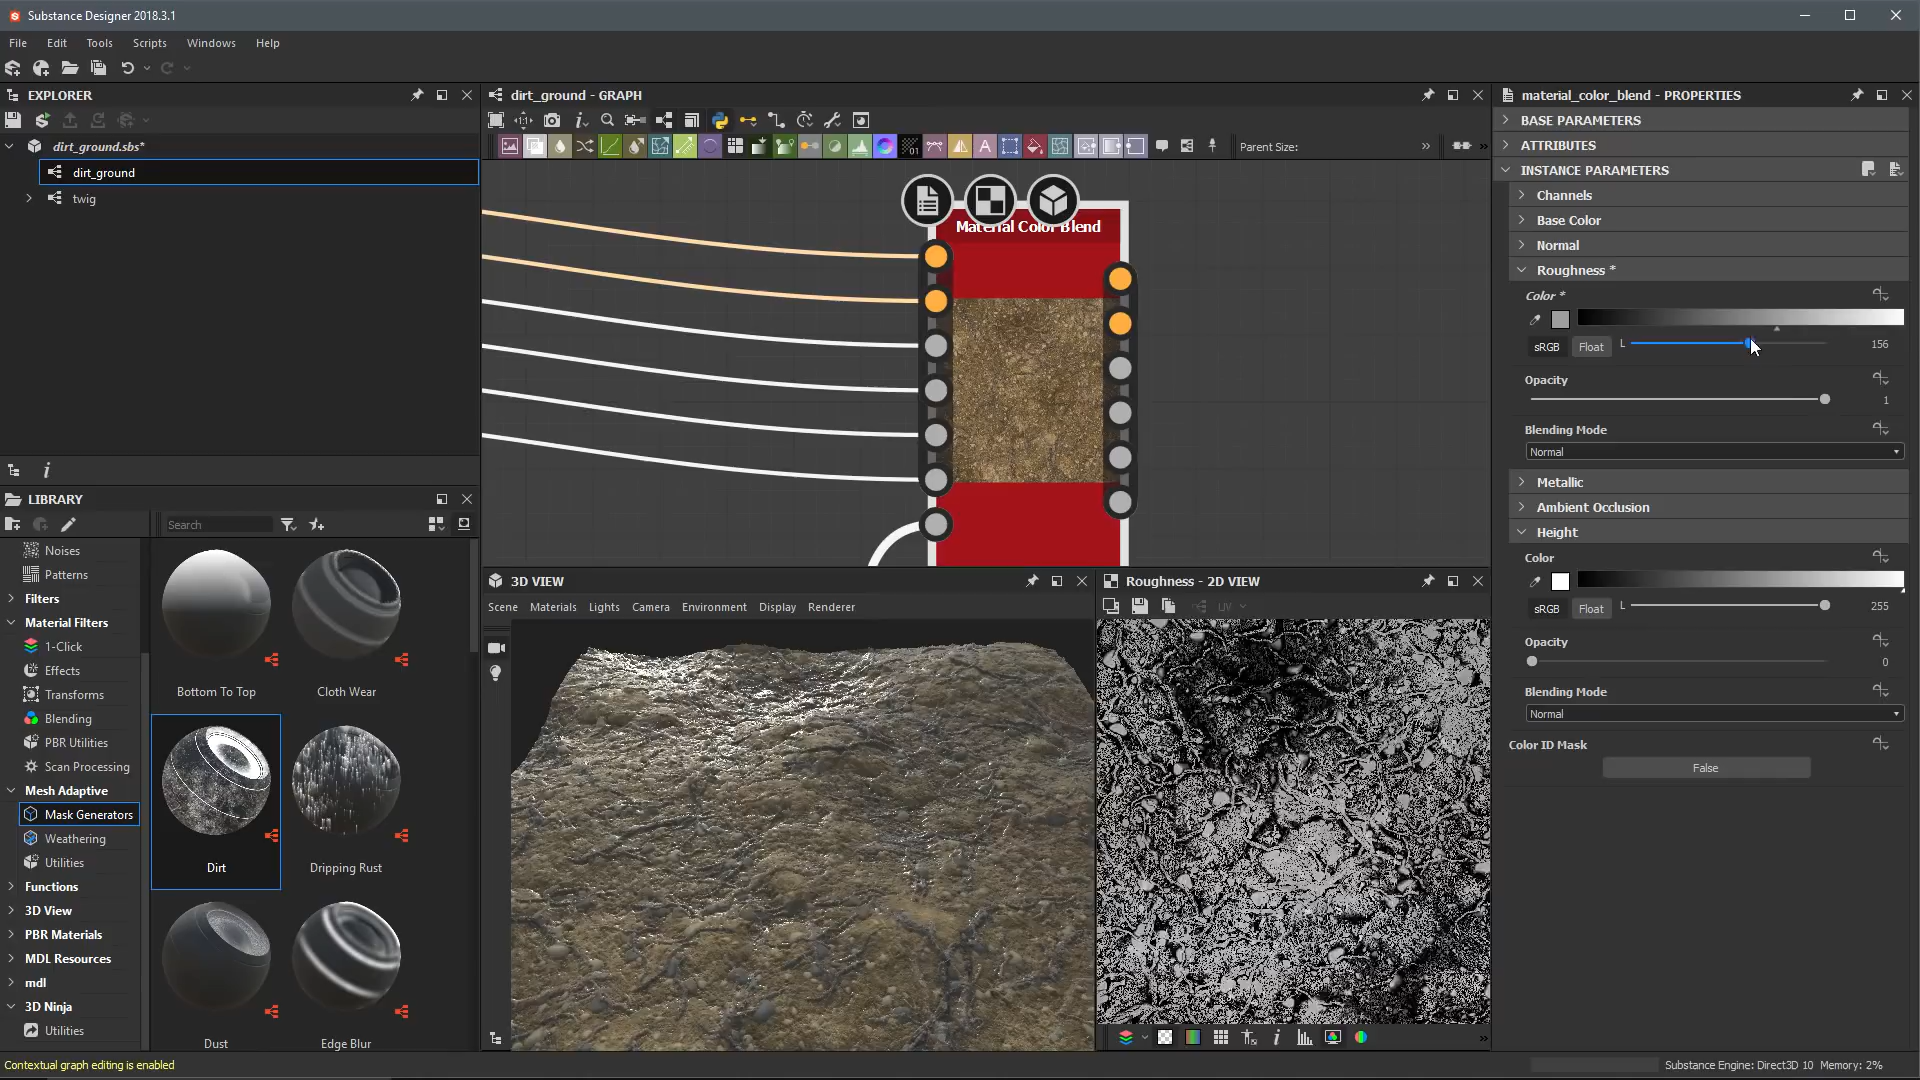 Substance Designer 2018.3.1
File Edit Tools Scripts Windows Help
EXPLORER
dirt_ground.sbs*
dirt_ground
twig
LIBRARY
Search
Noises
Patterns
Filters
Material Filters
1-Click
Effects
Transforms
Blending
PBR Utilities
Scan Processing
Mesh Adaptive
Mask Generators
Weathering
Utilities
Functions
3D View
PBR Materials
MDL Resources
mdl
3D Ninja
Utilities
Bottom To Top
Cloth Wear
Dirt
Dripping Rust
Dust
Edge Blur
dirt_ground - GRAPH
Parent Size:
Material Color Blend
3D VIEW
Scene Materials Lights Camera Environment Display Renderer
Roughness - 2D VIEW
UV
material_color_blend - PROPERTIES
BASE PARAMETERS
ATTRIBUTES
INSTANCE PARAMETERS
Channels
Base Color
Normal
Roughness *
Color *
sRGB Float L 156
Opacity
1
Blending Mode
Normal
Metallic
Ambient Occlusion
Height
Color
sRGB Float L 255
Opacity
0
Blending Mode
Normal
Color ID Mask
False
Contextual graph editing is enabled
Substance Engine: Direct3D 10 Memory: 2%